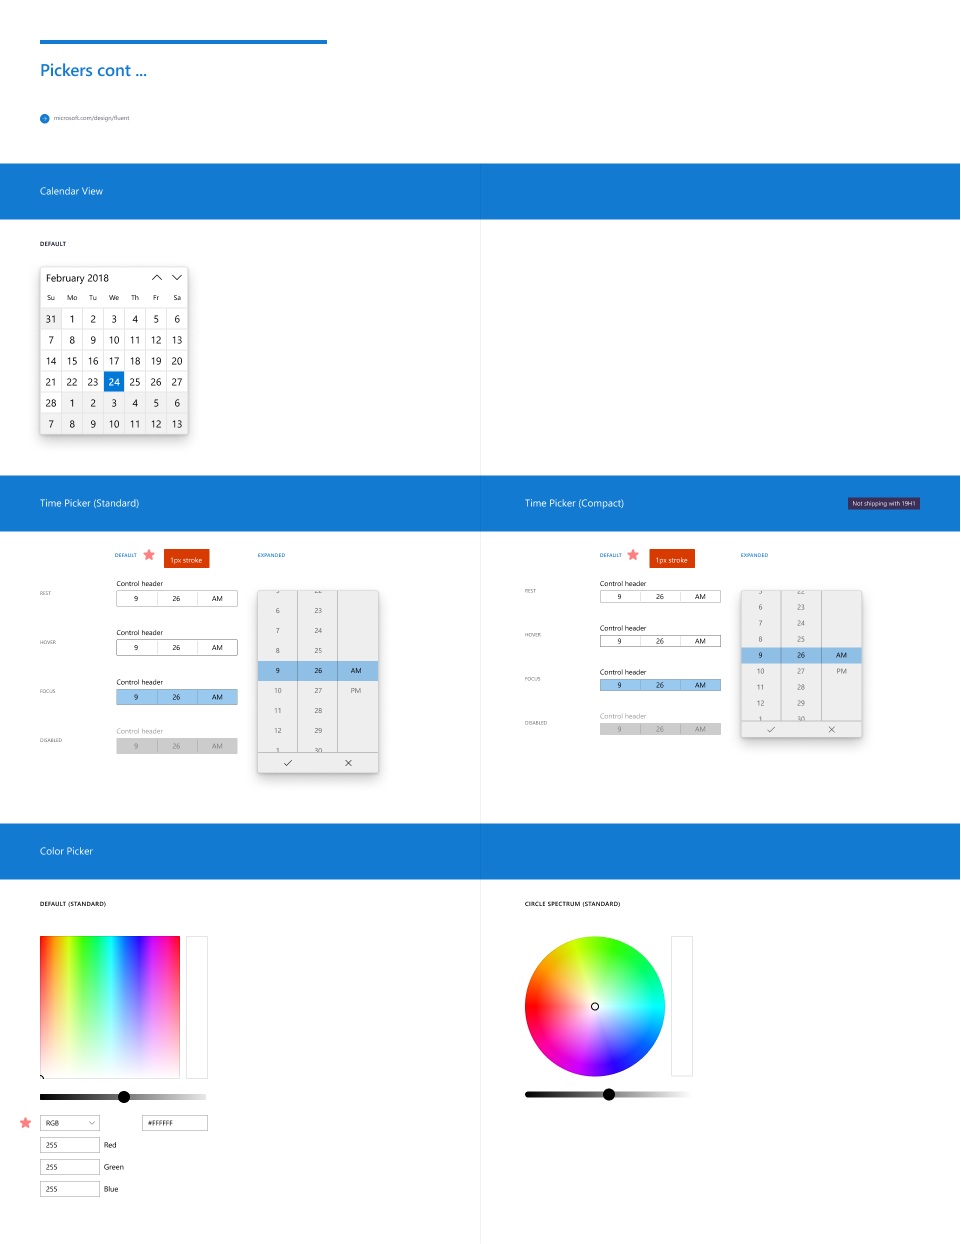 Pickers cont ...
microsoft.com/design/fluent
Calendar View
DEFAULT
February 2018
Su Mo Tu We Th Fr Sa
31 1 2 3 4 5 6
7 8 9 10 11 12 13
14 15 16 17 18 19 20
21 22 23 24 25 26 27
28 1 2 3 4 5 6
7 8 9 10 11 12 13
Time Picker (Standard)
DEFAULT
1px stroke
EXPANDED
REST
Control header
9 26 AM
HOVER
Control header
9 26 AM
FOCUS
Control header
9 26 AM
DISABLED
Control header
9 26 AM
6 23
7 24
8 25
9 26 AM
10 27 PM
11 28
12 29
1 30
Time Picker (Compact)
Not shipping with 19H1
DEFAULT
1px stroke
EXPANDED
REST
Control header
9 26 AM
HOVER
Control header
9 26 AM
FOCUS
Control header
9 26 AM
DISABLED
Control header
9 26 AM
6 23
7 24
8 25
9 26 AM
10 27 PM
11 28
12 29
1 30
Color Picker
DEFAULT (STANDARD)
RGB
#FFFFFF
255 Red
255 Green
255 Blue
CIRCLE SPECTRUM (STANDARD)